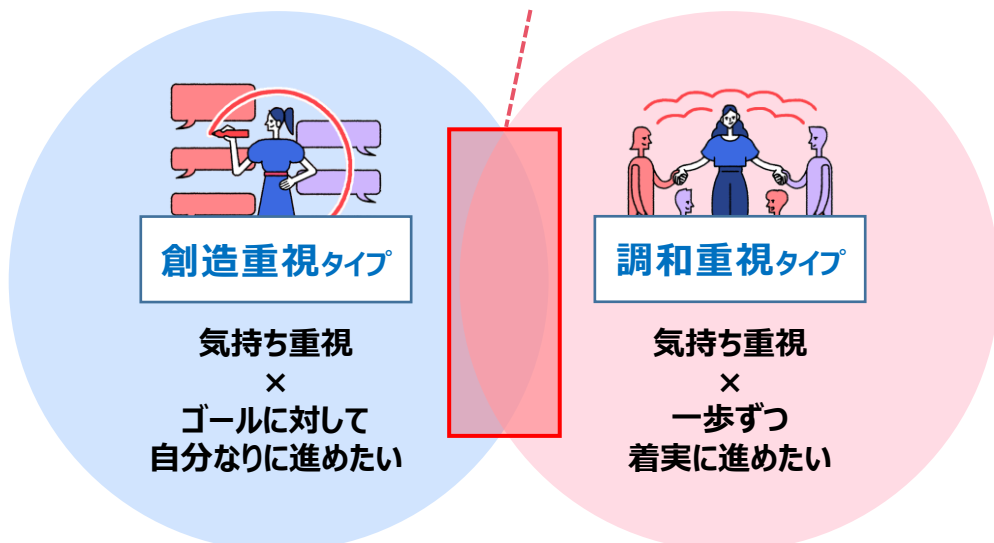 創造重視タイプ
気持ち重視
×
ゴールに対して
自分なりに進めたい
調和重視タイプ
気持ち重視
×
一歩ずつ
着実に進めたい